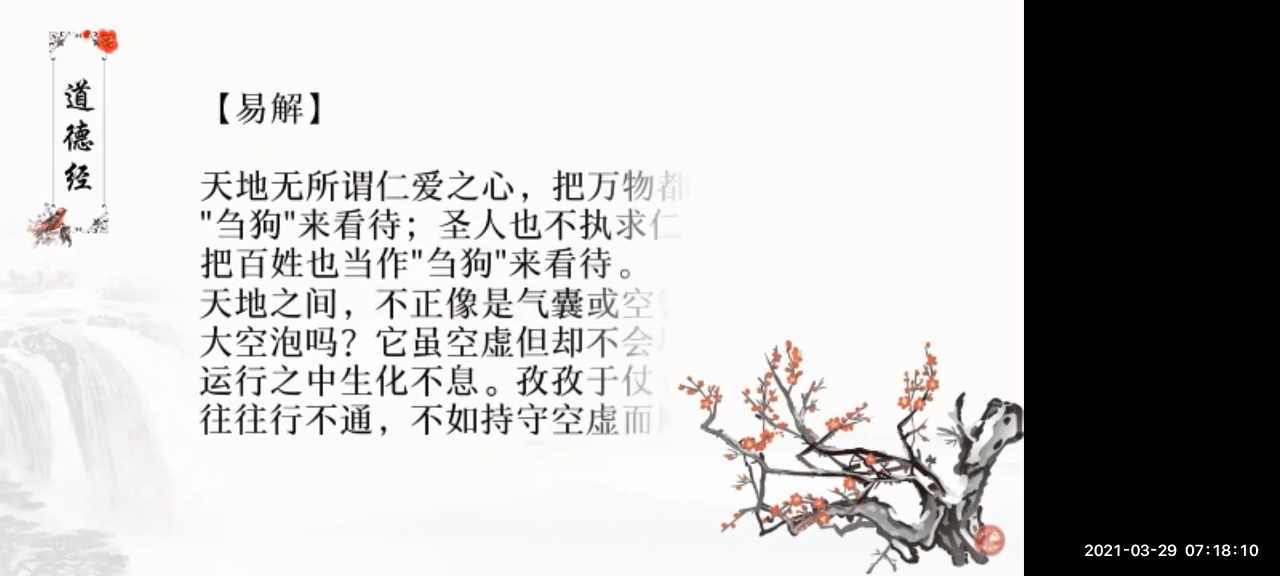 道德经
【易解】
天地无所谓仁爱之心，把万物都
"刍狗"来看待；圣人也不执求仁
把百姓也当作"刍狗"来看待。
天地之间，不正像是气囊或空
大空泡吗？它虽空虚但却不会
运行之中生化不息。孜孜于仗
往往行不通，不如持守空虚而
2021-03-29 07:18:10